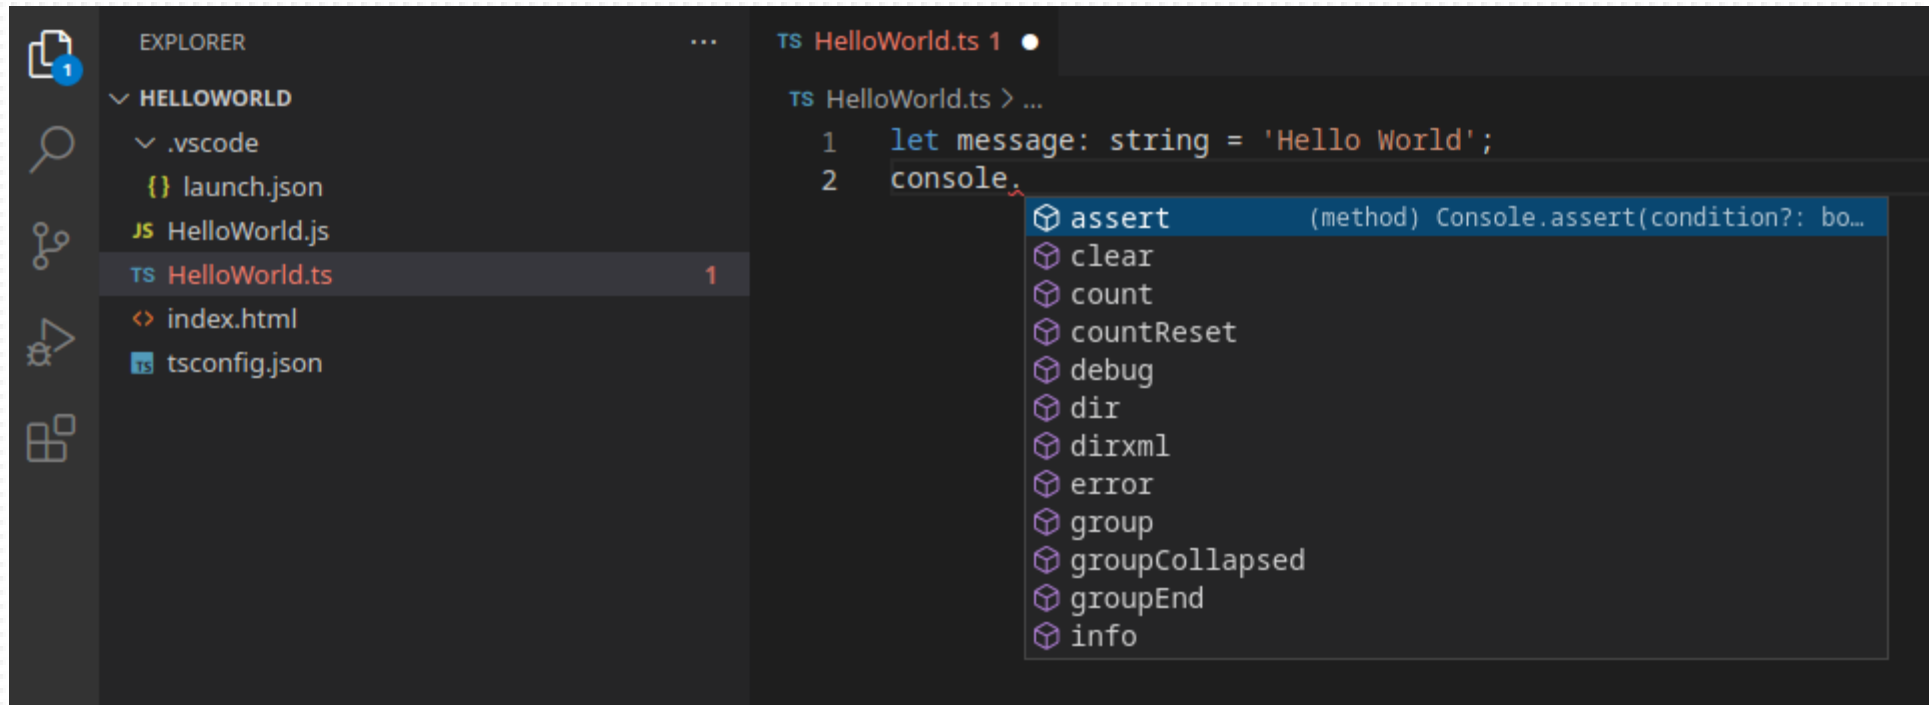 1
EXPLORER ...
HELLOWORLD
.vscode
{} launch.json
JS HelloWorld.js
TS HelloWorld.ts 1
<> index.html
TS tsconfig.json
TS HelloWorld.ts 1
TS HelloWorld.ts > ...
1 let message: string = 'Hello World';
2 console.
assert (method) Console.assert(condition?: bo…
clear
count
countReset
debug
dir
dirxml
error
group
groupCollapsed
groupEnd
info